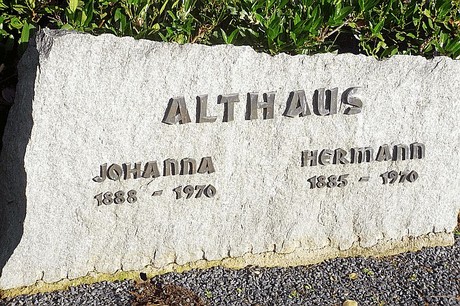 ALTHAUS
JOHANNA HERMANN
1888 - 1970 1885 - 1970